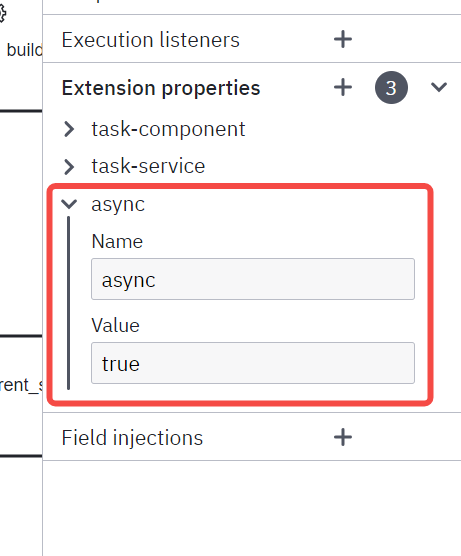 Execution listeners
build
Extension properties
3
task-component
task-service
async
Name
async
Value
true
rent_s
Field injections